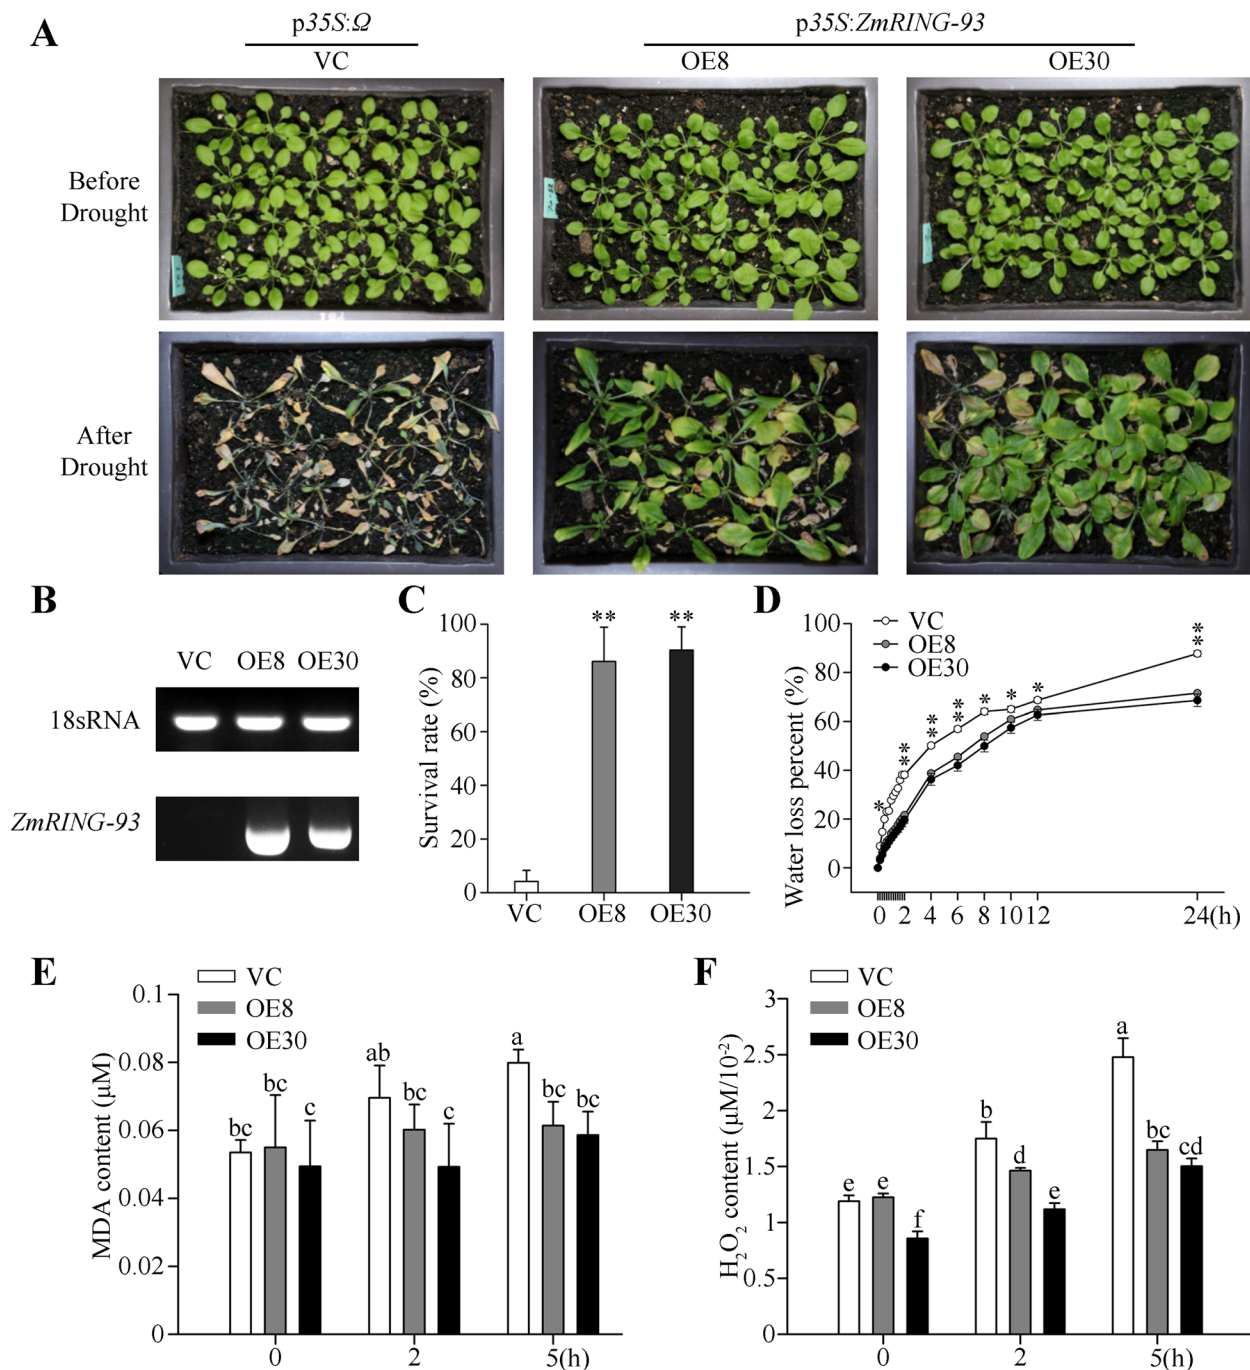 A
p35S:Ω
p35S:ZmRING-93
VC
OE8
OE30
Before
Drought
After
Drought
B
VC OE8 OE30
18sRNA
ZmRING-93
C
Survival rate (%)
100
80
60
40
20
0
** **
VC OE8 OE30
D
Water loss percent (%)
100
80
60
40
20
0
VC
OE8
OE30
* ** ** ** * * * **
0 2 4 6 8 10 12 24(h)
E
MDA content (μM)
0.1
0.08
0.06
0.04
0.02
0
VC
OE8
OE30
bc bc c ab bc c a bc bc
0 2 5(h)
F
H₂O₂ content (μM/10⁻²)
3
2.5
2
1.5
1
0.5
0
VC
OE8
OE30
e e f b d e a bc cd
0 2 5(h)